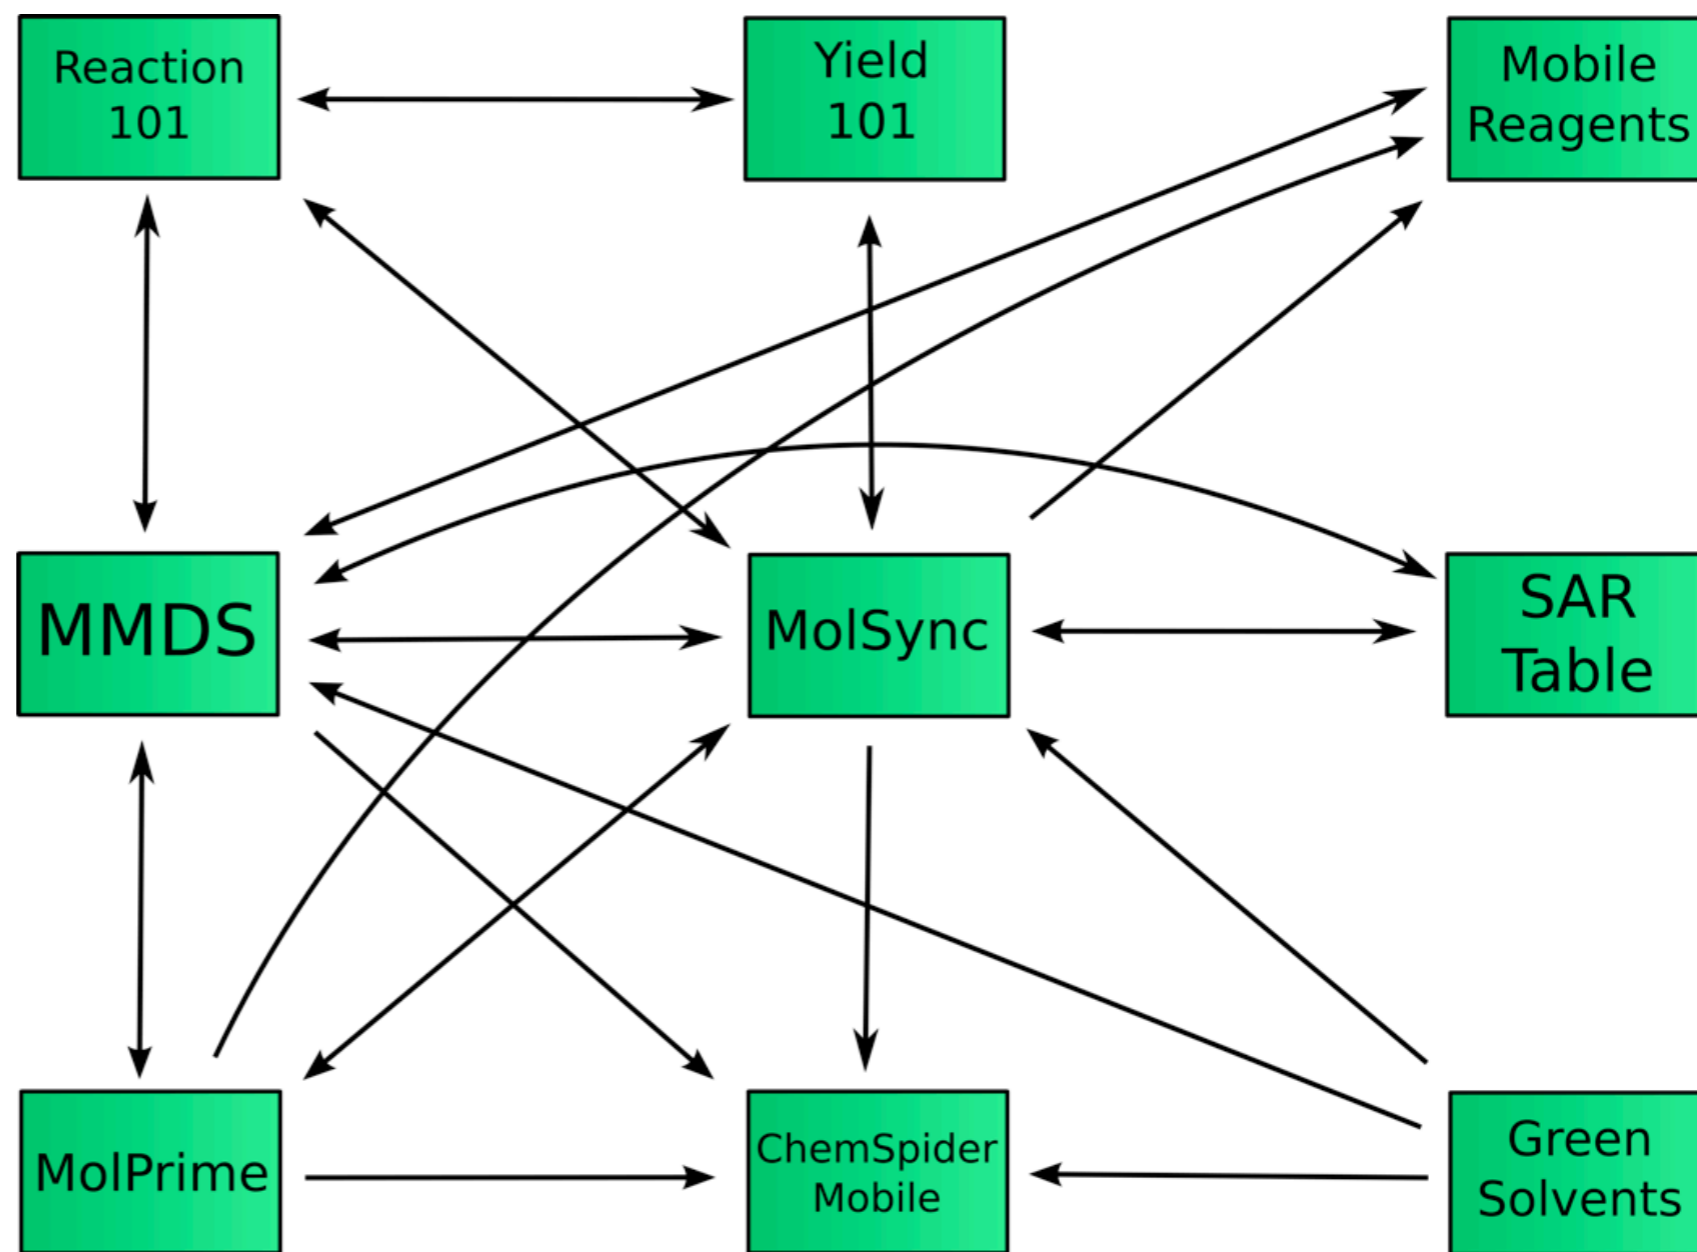 Reaction
101
Yield
101
Mobile
Reagents
MMDS
MolSync
SAR
Table
MolPrime
ChemSpider
Mobile
Green
Solvents